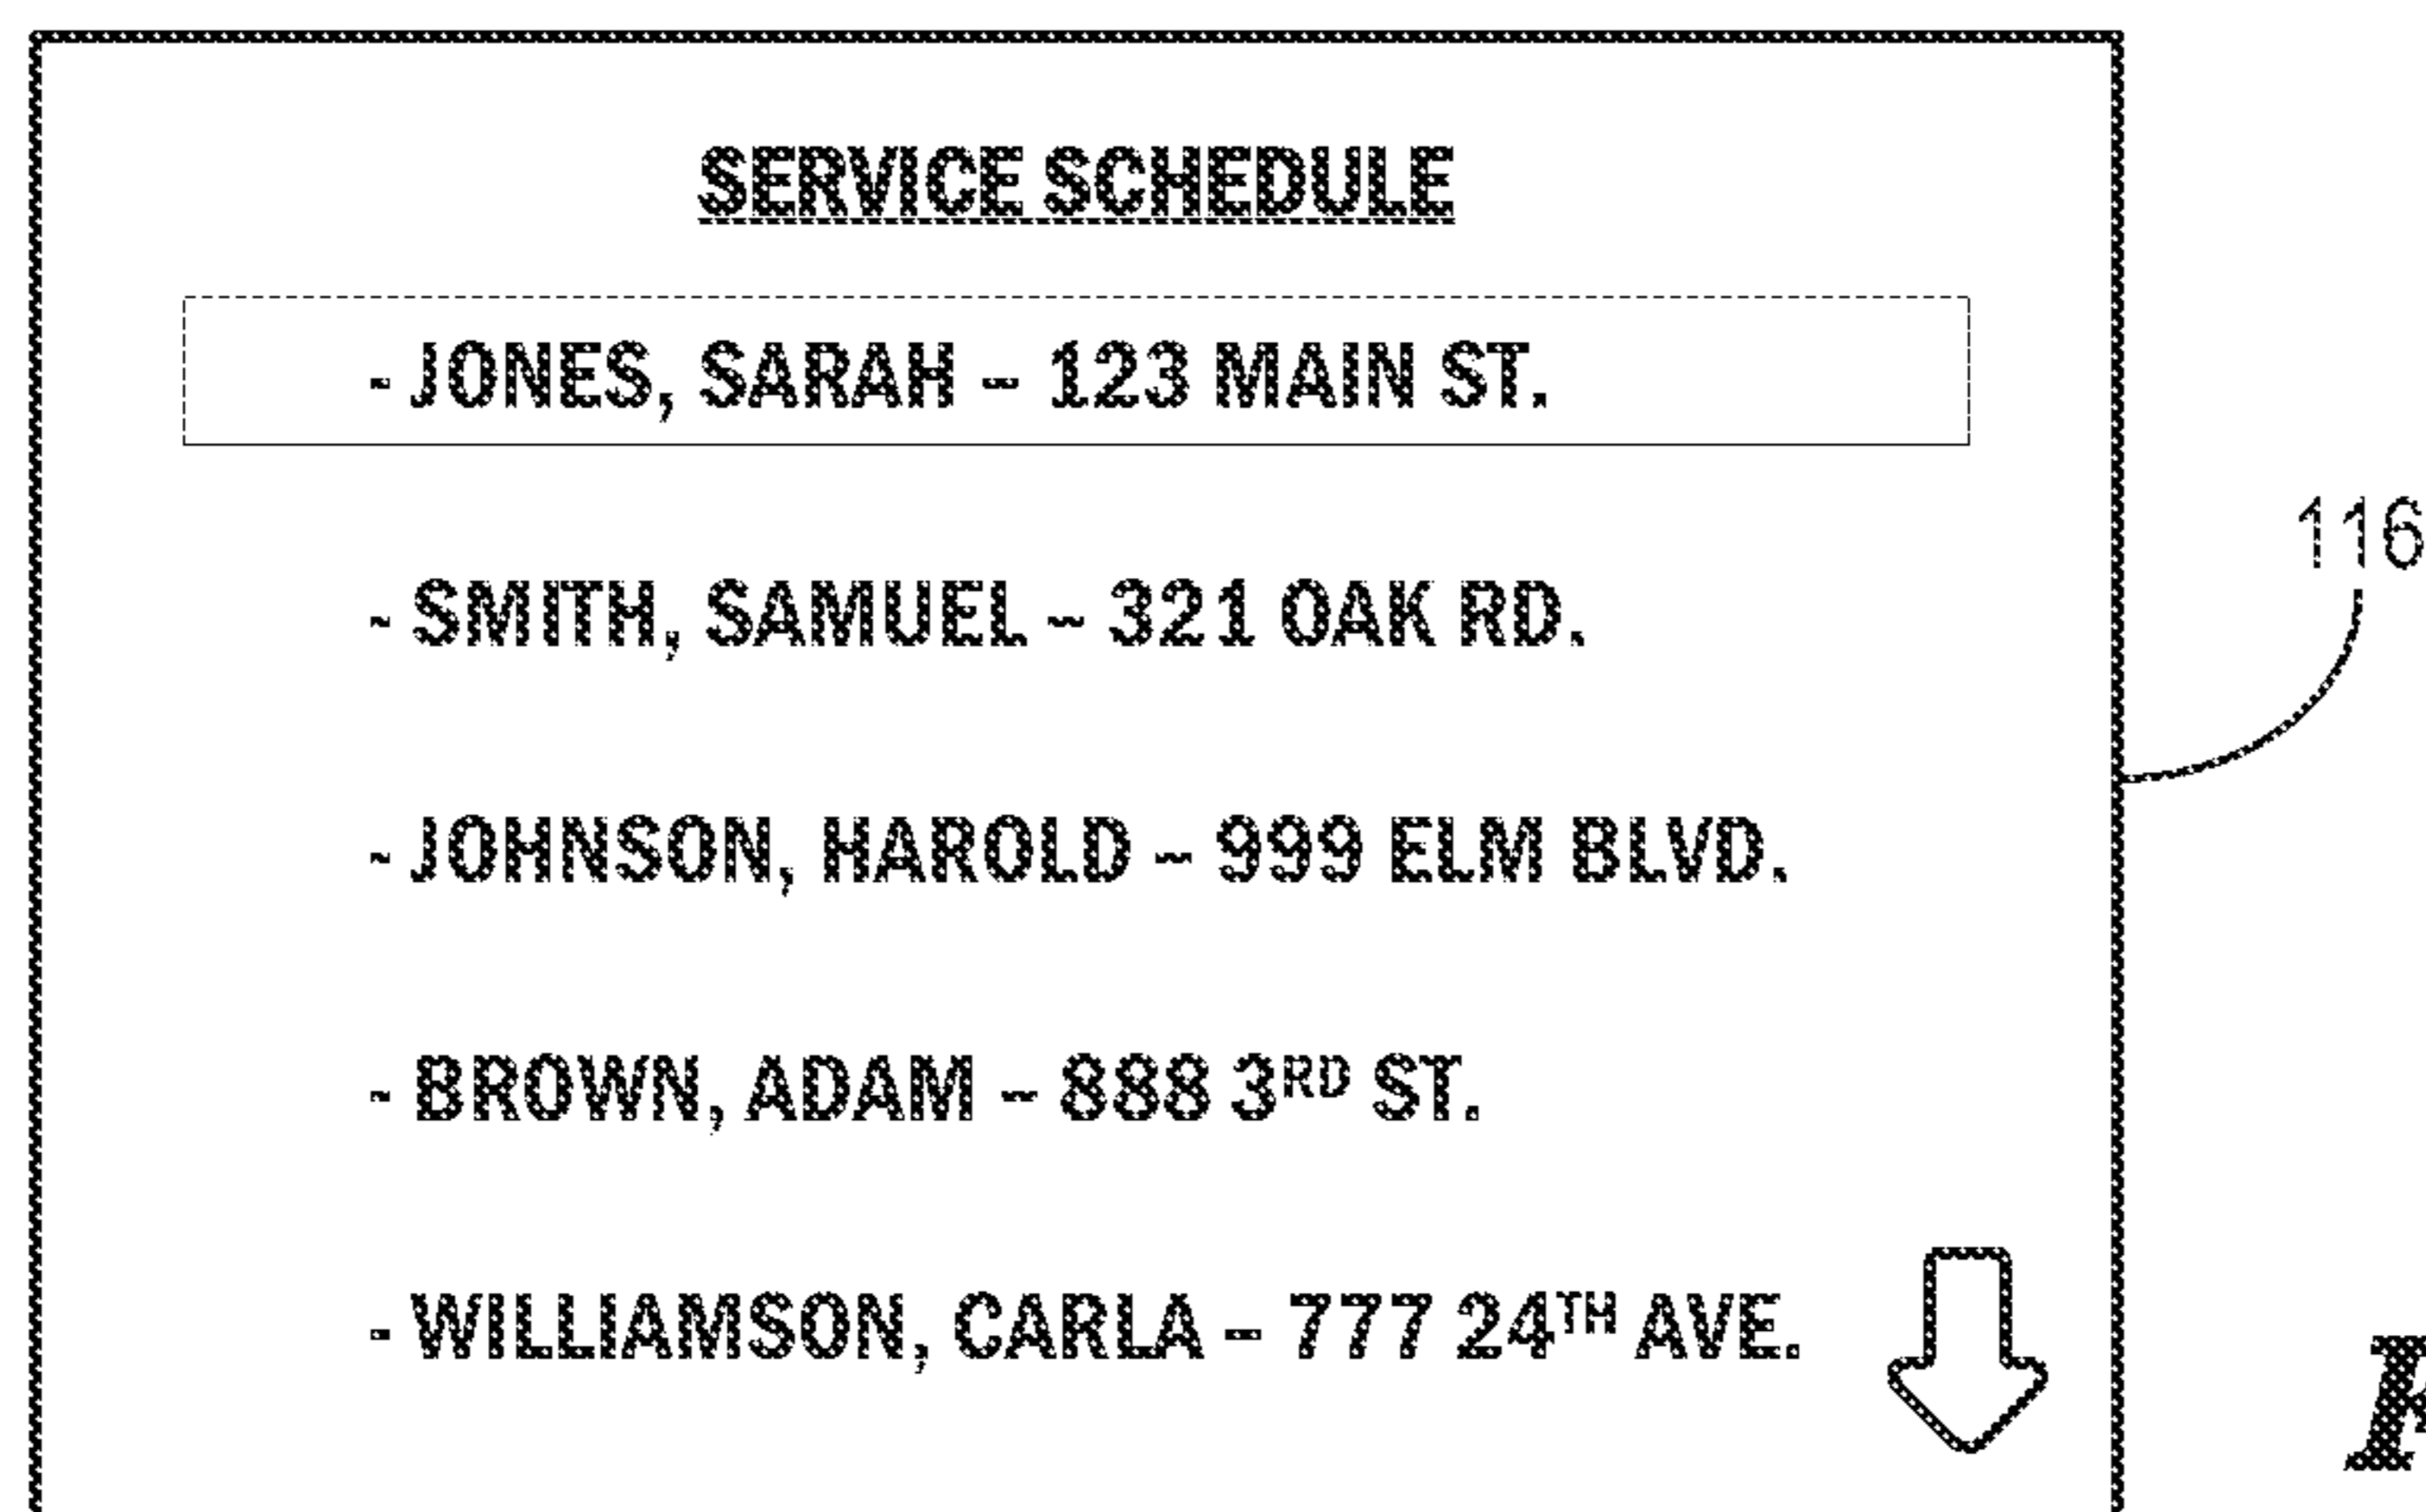 SERVICE SCHEDULE
- JONES, SARAH – 123 MAIN ST.
116
- SMITH, SAMUEL – 321 OAK RD.
- JOHNSON, HAROLD – 999 ELM BLVD.
- BROWN, ADAM – 888 3RD ST.
- WILLIAMSON, CARLA – 777 24TH AVE.